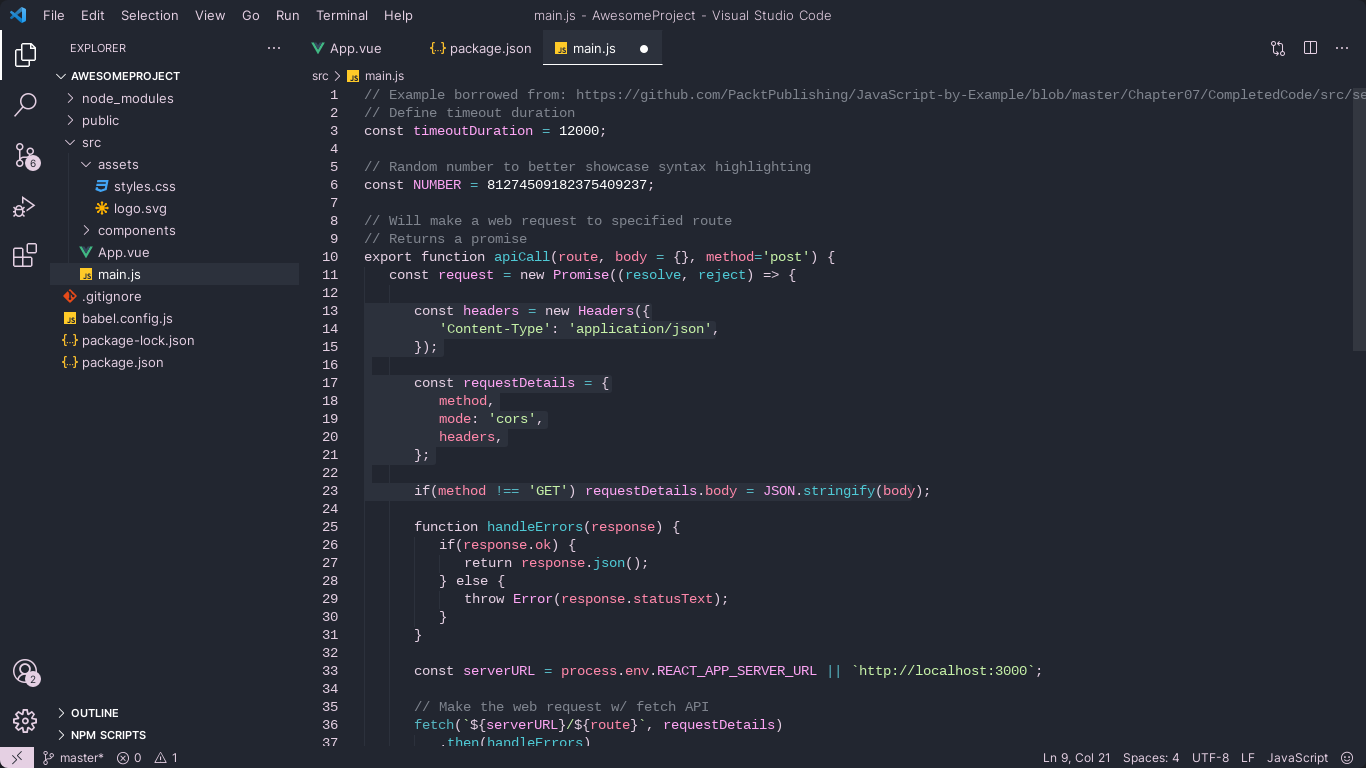 File Edit Selection View Go Run Terminal Help
main.js - AwesomeProject - Visual Studio Code
EXPLORER
App.vue
{..} package.json
JS main.js
AWESOMEPROJECT
node_modules
public
src
assets
styles.css
logo.svg
components
App.vue
JS main.js
.gitignore
JS babel.config.js
{..} package-lock.json
{..} package.json
OUTLINE
NPM SCRIPTS
6
2
src > JS main.js
1 // Example borrowed from: https://github.com/PacktPublishing/JavaScript-by-Example/blob/master/Chapter07/CompletedCode/src/se
2 // Define timeout duration
3 const timeoutDuration = 12000;
4
5 // Random number to better showcase syntax highlighting
6 const NUMBER = 81274509182375409237;
7
8 // Will make a web request to specified route
9 // Returns a promise
10 export function apiCall(route, body = {}, method='post') {
11 const request = new Promise((resolve, reject) => {
12
13 const headers = new Headers({
14 'Content-Type': 'application/json',
15 });
16
17 const requestDetails = {
18 method,
19 mode: 'cors',
20 headers,
21 };
22
23 if(method !== 'GET') requestDetails.body = JSON.stringify(body);
24
25 function handleErrors(response) {
26 if(response.ok) {
27 return response.json();
28 } else {
29 throw Error(response.statusText);
30 }
31 }
32
33 const serverURL = process.env.REACT_APP_SERVER_URL || `http://localhost:3000`;
34
35 // Make the web request w/ fetch API
36 fetch(`${serverURL}/${route}`, requestDetails)
37 .then(handleErrors)
master* 0 1
Ln 9, Col 21 Spaces: 4 UTF-8 LF JavaScript